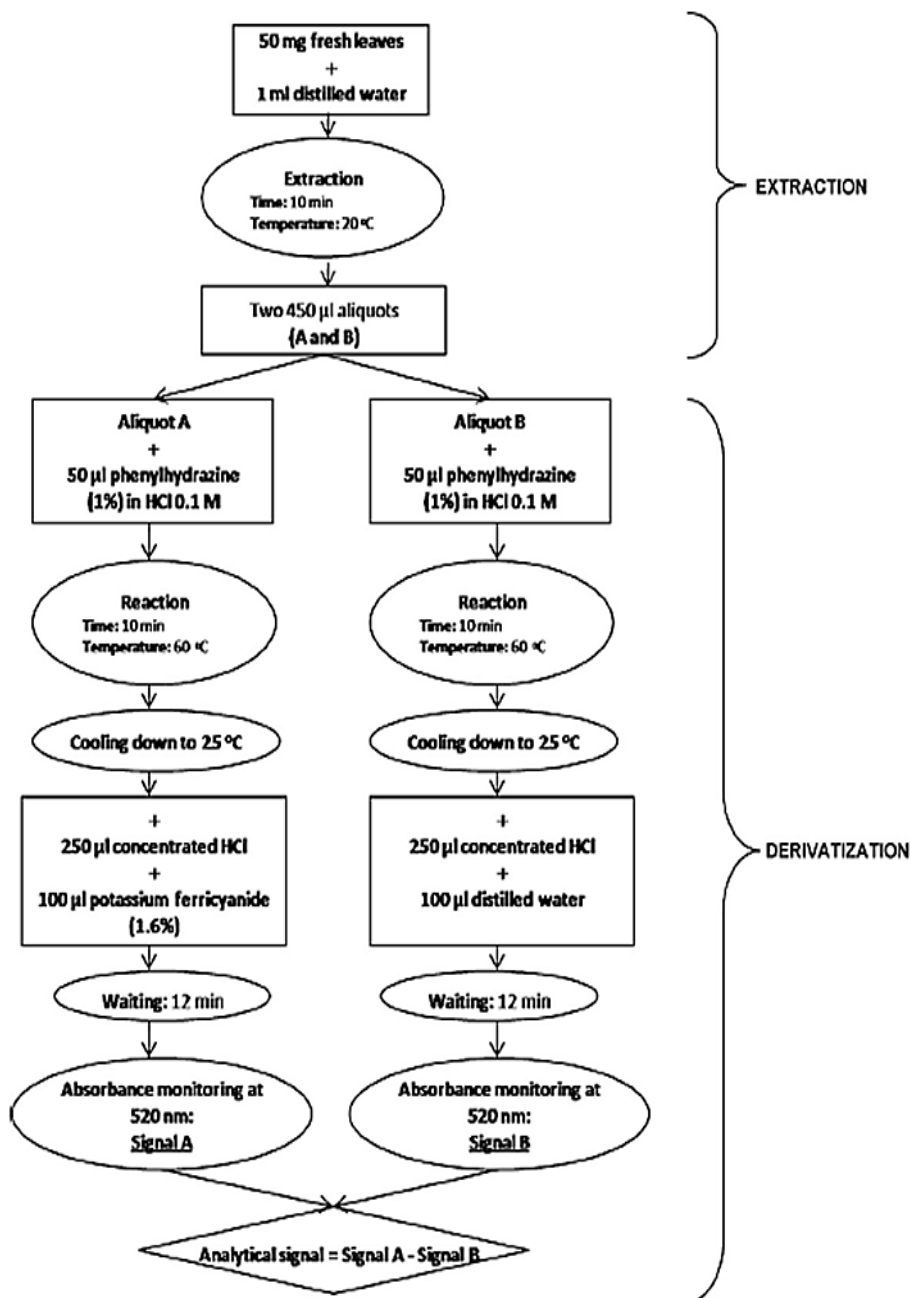 50 mg fresh leaves
+
1 ml distilled water
Extraction
Time: 10 min
Temperature: 20 ºC
EXTRACTION
Two 450 µl aliquots
(A and B)
Aliquot A
+
50 µl phenylhydrazine
(1%) in HCl 0.1 M
Aliquot B
+
50 µl phenylhydrazine
(1%) in HCl 0.1 M
Reaction
Time: 10 min
Temperature: 60 ºC
Reaction
Time: 10 min
Temperature: 60 ºC
Cooling down to 25 ºC
Cooling down to 25 ºC
+
250 µl concentrated HCl
+
100 µl potassium ferricyanide
(1.6%)
+
250 µl concentrated HCl
+
100 µl distilled water
DERIVATIZATION
Waiting: 12 min
Waiting: 12 min
Absorbance monitoring at
520 nm:
Signal A
Absorbance monitoring at
520 nm:
Signal B
Analytical signal = Signal A - Signal B